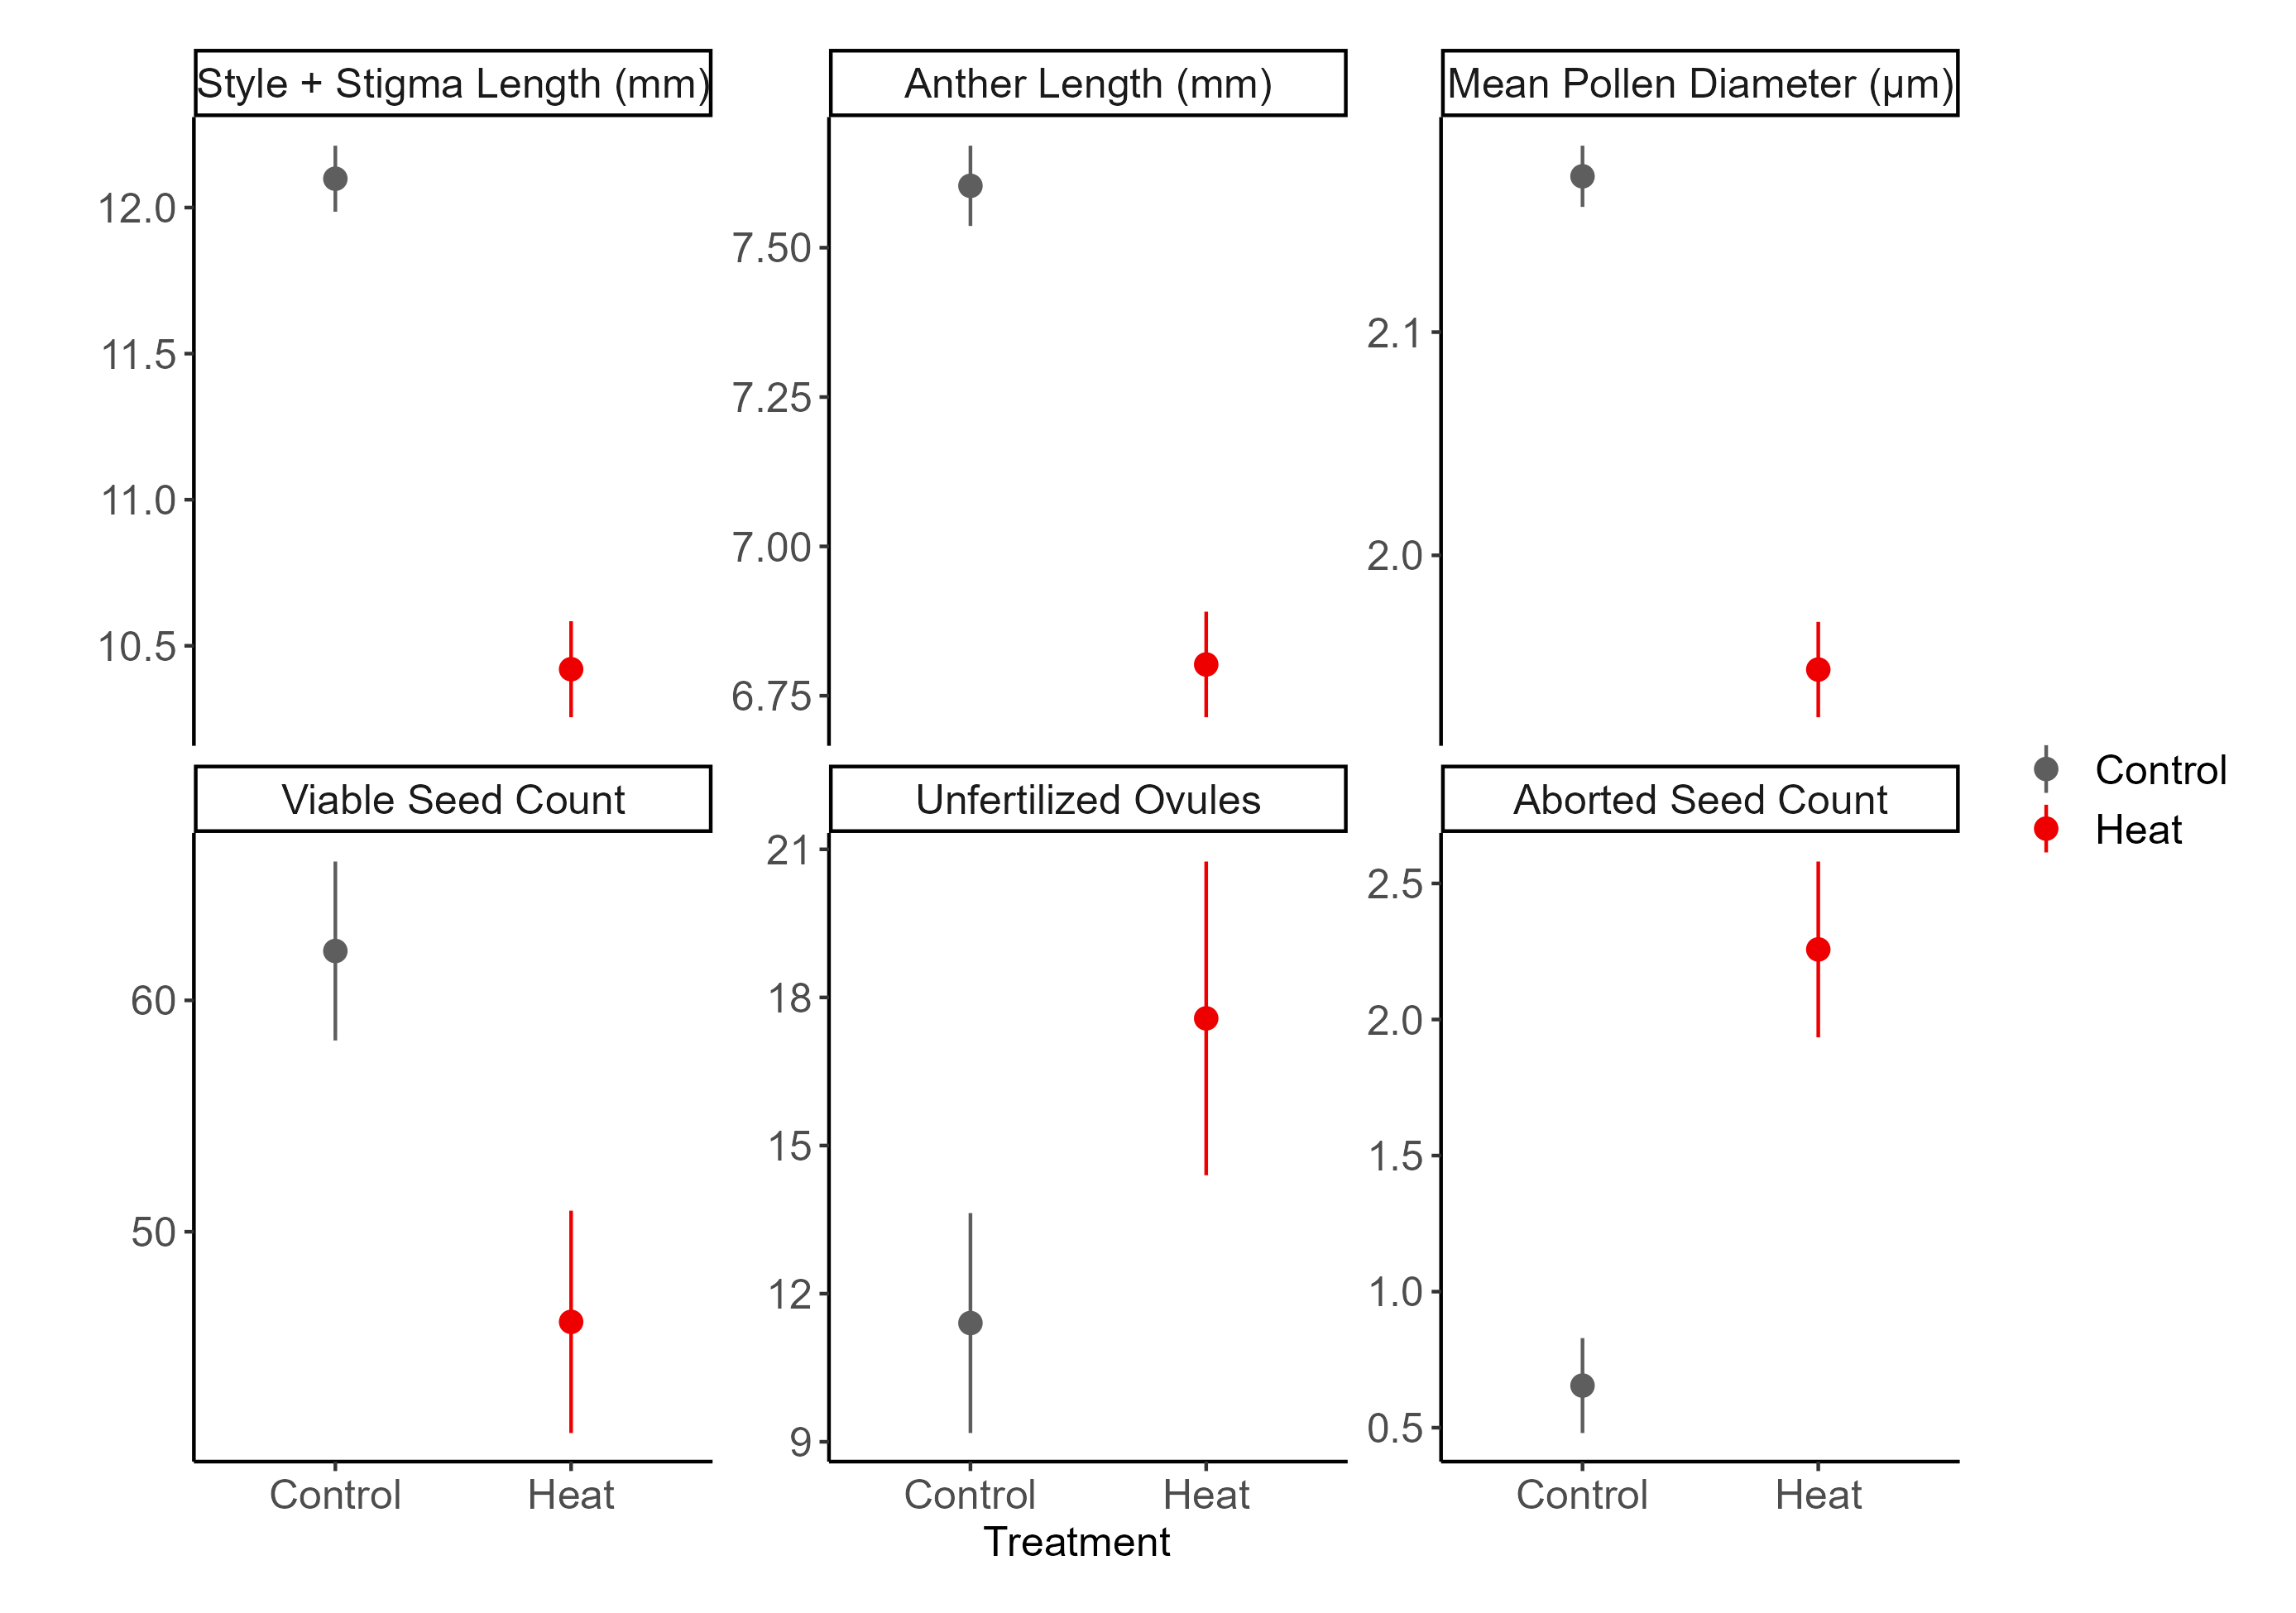 Style + Stigma Length (mm)
Anther Length (mm)
Mean Pollen Diameter (µm)
12.0
11.5
11.0
10.5
7.50
7.25
7.00
6.75
2.1
2.0
Viable Seed Count
Unfertilized Ovules
Aborted Seed Count
60
50
21
18
15
12
9
2.5
2.0
1.5
1.0
0.5
Control
Heat
Control
Heat
Control
Heat
Treatment
Control
Heat